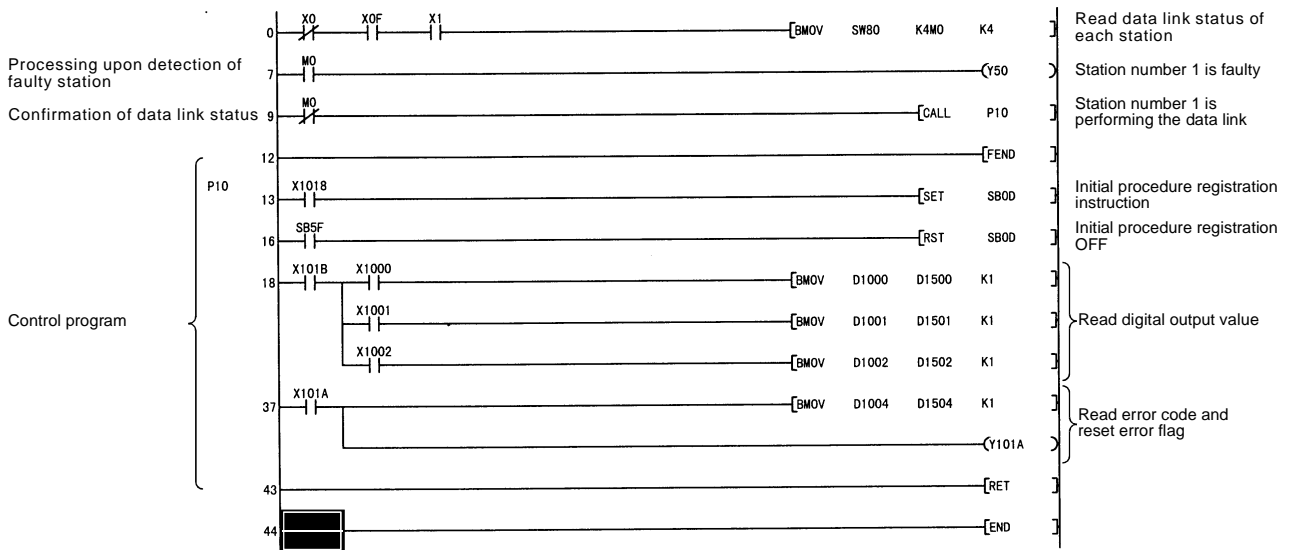 X0 X0F X1
0 [BMOV SW80 K4M0 K4 ] Read data link status of
each station
Processing upon detection of
faulty station
M0
7 (Y50 ) Station number 1 is faulty
M0
Confirmation of data link status 9 [CALL P10 ] Station number 1 is
performing the data link
12 [FEND ]
P10 X1018
13 [SET SB0D ] Initial procedure registration
instruction
SB5F
16 [RST SB0D ] Initial procedure registration
OFF
X101B X1000
18 [BMOV D1000 D1500 K1 ]
X1001
Control program [BMOV D1001 D1501 K1 ] Read digital output value
X1002
[BMOV D1002 D1502 K1 ]
X101A
37 [BMOV D1004 D1504 K1 ] Read error code and
reset error flag
(Y101A )
43 [RET ]
44 [END ]